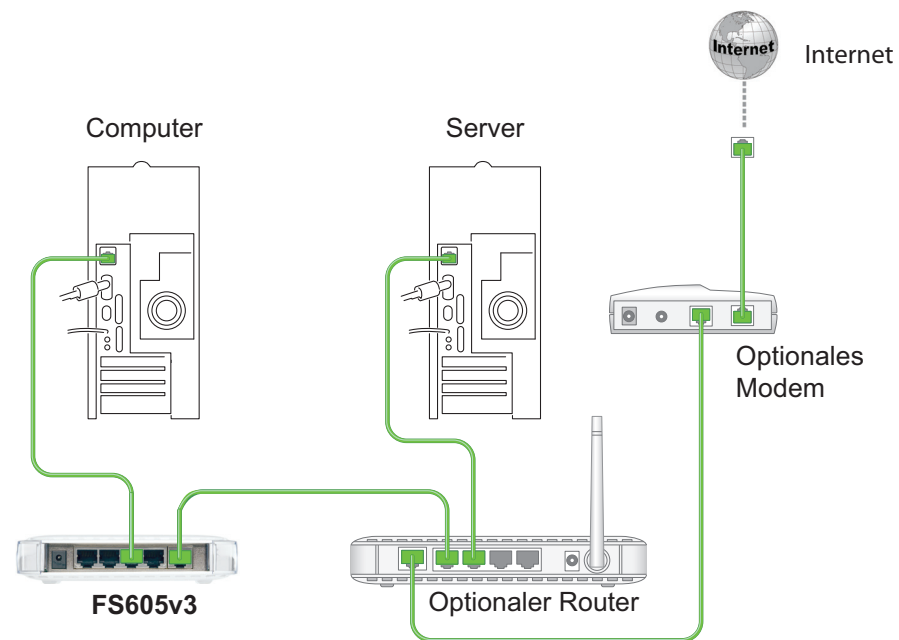 Internet
Internet
Computer
Server
Optionales
Modem
FS605v3
Optionaler Router